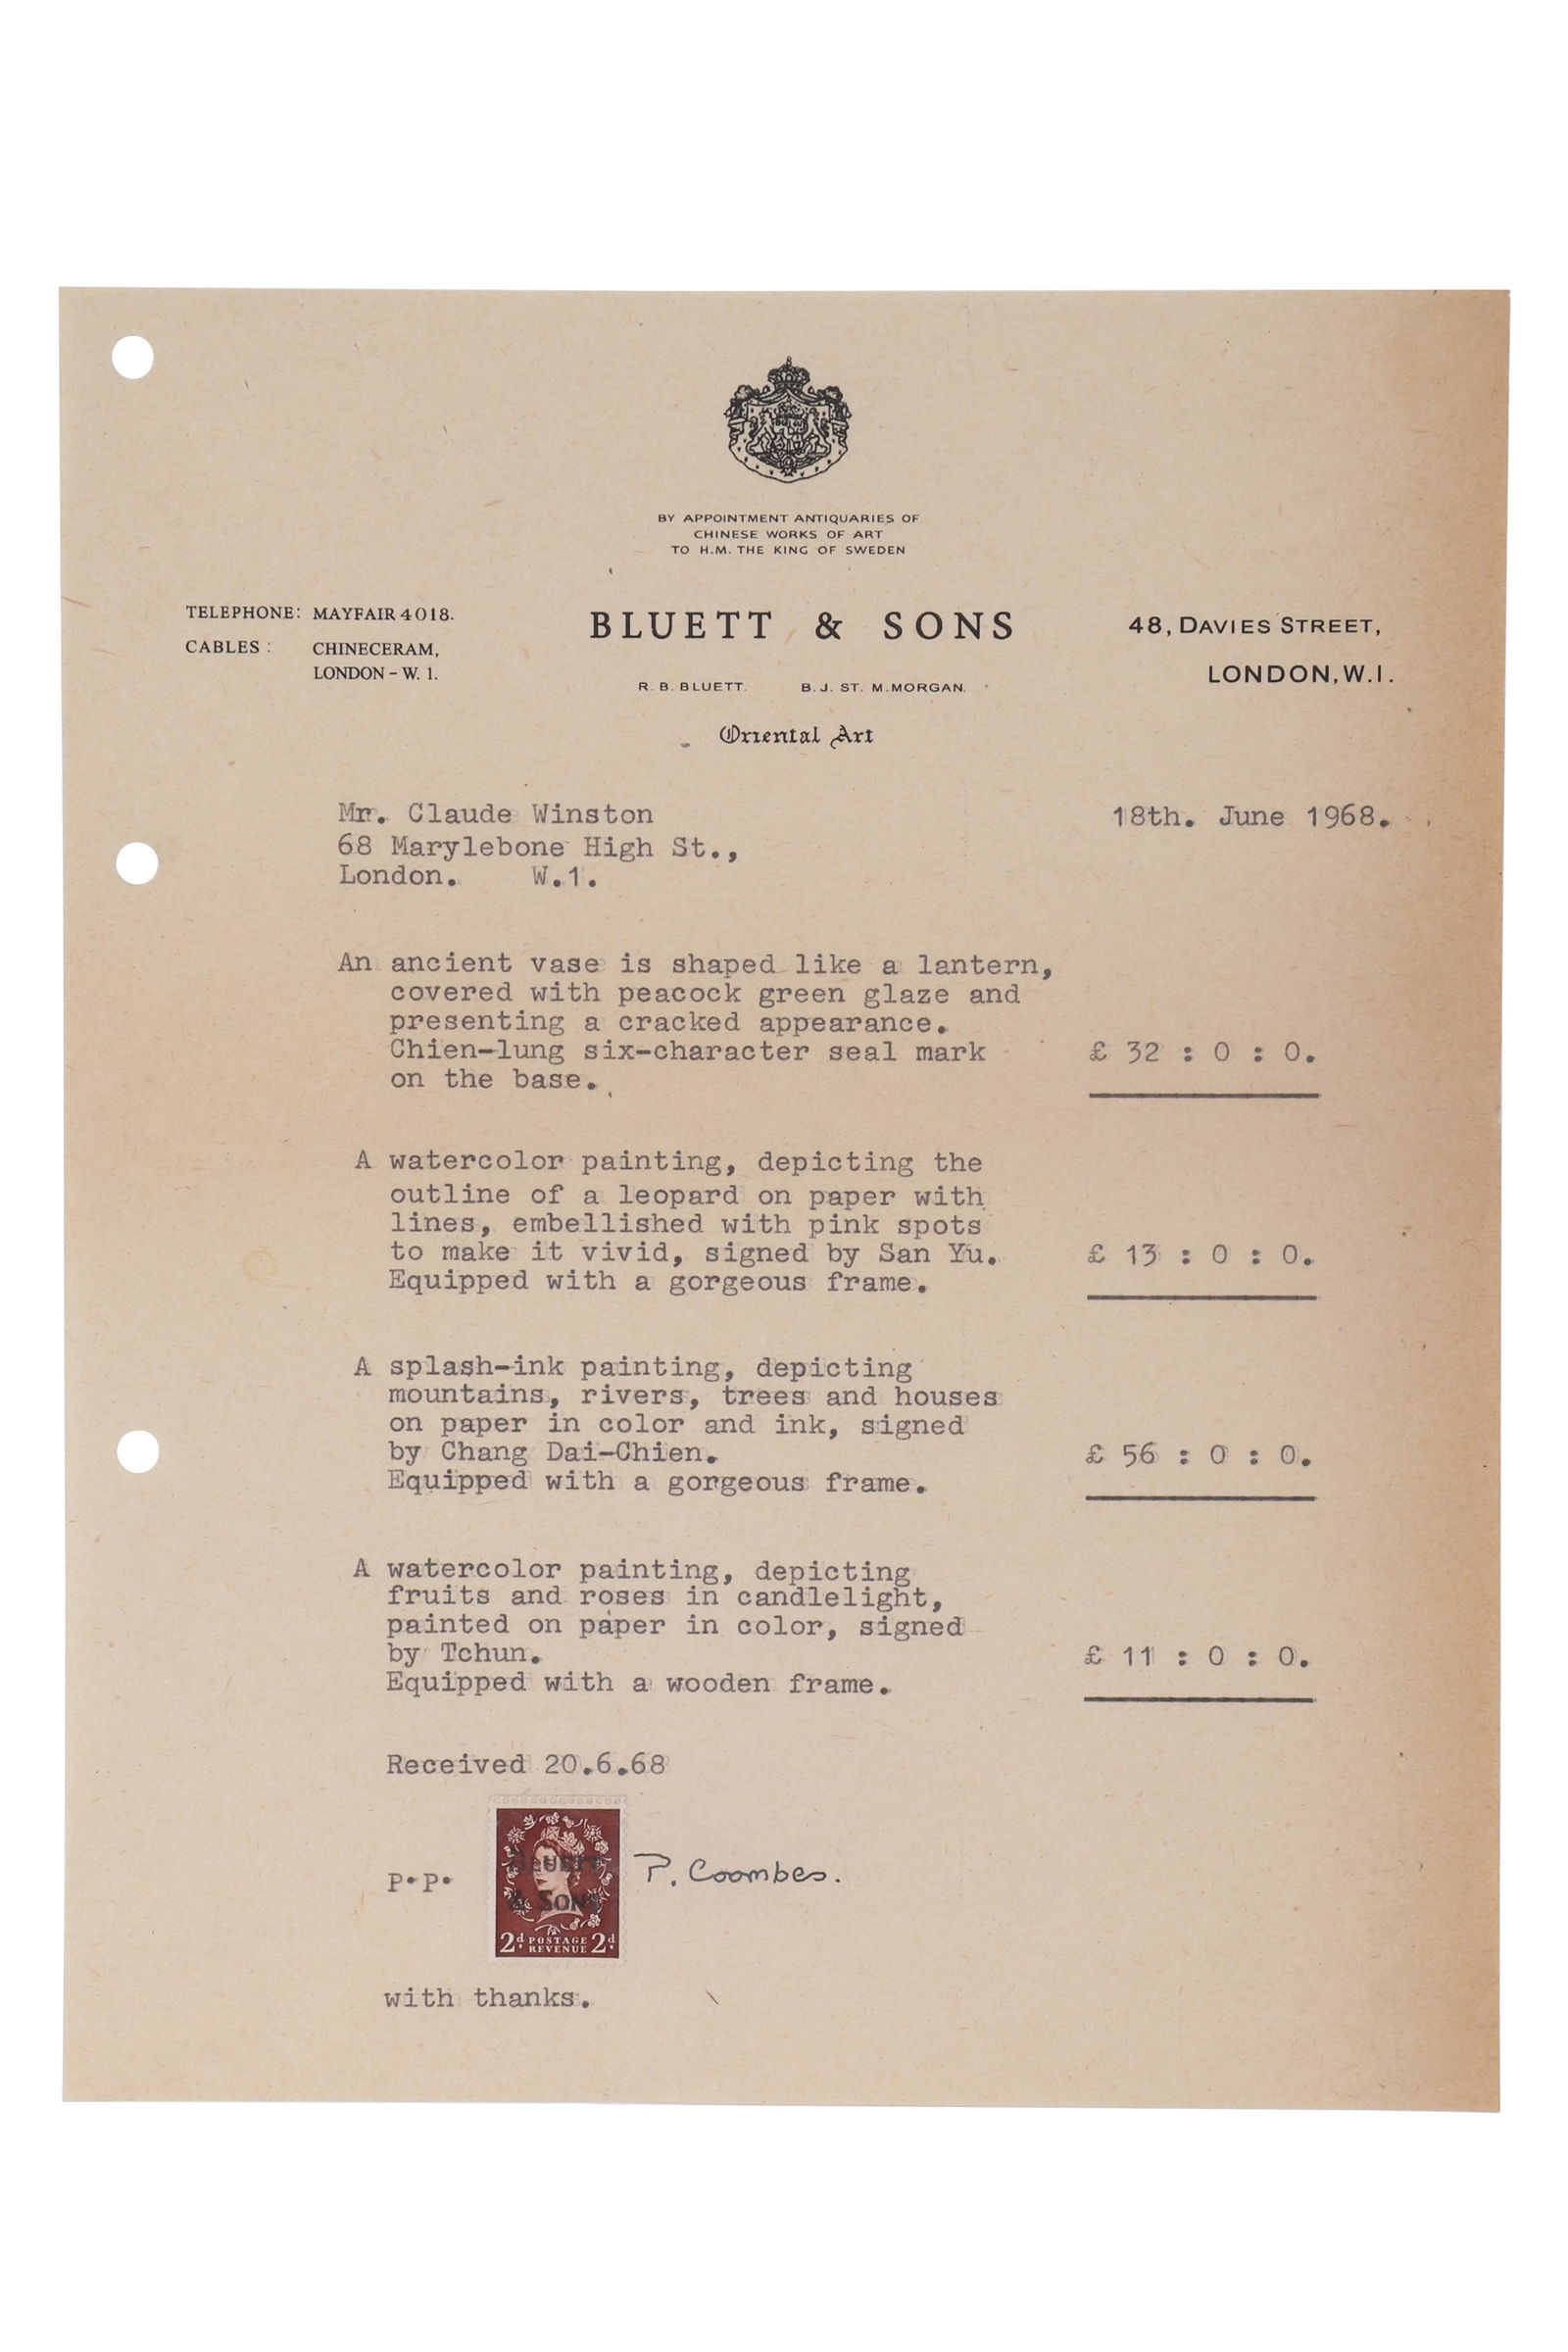 BY APPOINTMENT ANTIQUARIES OF
CHINESE WORKS OF ART
TO H.M. THE KING OF SWEDEN
TELEPHONE: MAYFAIR 4018.
CABLES: CHINECERAM,
LONDON - W. 1.
BLUETT & SONS
R. B. BLUETT. B. J. ST. M. MORGAN.
Oriental Art
48, DAVIES STREET,
LONDON, W.I.
Mr. Claude Winston
68 Marylebone High St.,
London. W.1.
18th. June 1968.
An ancient vase is shaped like a lantern,
covered with peacock green glaze and
presenting a cracked appearance.
Chien-lung six-character seal mark £ 32 : 0 : 0.
on the base.
A watercolor painting, depicting the
outline of a leopard on paper with
lines, embellished with pink spots
to make it vivid, signed by San Yu. £ 13 : 0 : 0.
Equipped with a gorgeous frame.
A splash-ink painting, depicting
mountains, rivers, trees and houses
on paper in color and ink, signed
by Chang Dai-Chien. £ 56 : 0 : 0.
Equipped with a gorgeous frame.
A watercolor painting, depicting
fruits and roses in candlelight,
painted on paper in color, signed
by Tchun. £ 11 : 0 : 0.
Equipped with a wooden frame.
Received 20.6.68
BLUETT
& SONS
2d POSTAGE 2d
REVENUE
P.P. P. Coombes.
with thanks.